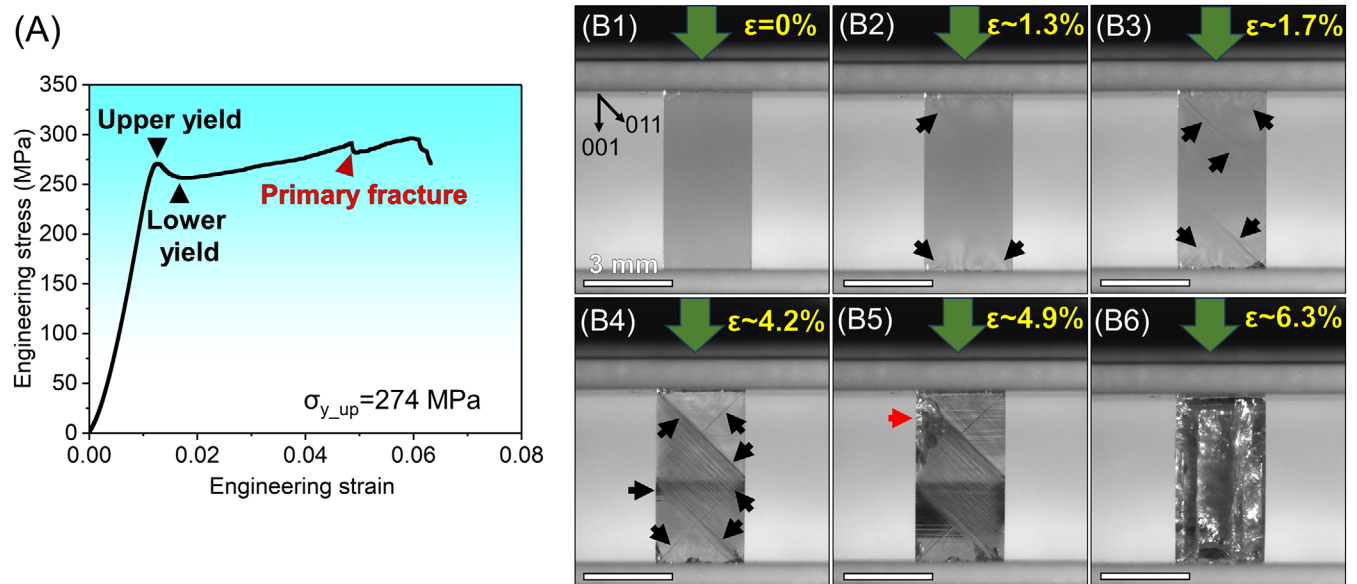 (A)
350
300
250
200
150
100
50
0
Engineering stress (MPa)
Upper yield
Lower
yield
Primary fracture
σy_up=274 MPa
0.00
0.02
0.04
0.06
0.08
Engineering strain
(B1)
ε=0%
011
001
3 mm
(B2)
ε~1.3%
(B3)
ε~1.7%
(B4)
ε~4.2%
(B5)
ε~4.9%
(B6)
ε~6.3%